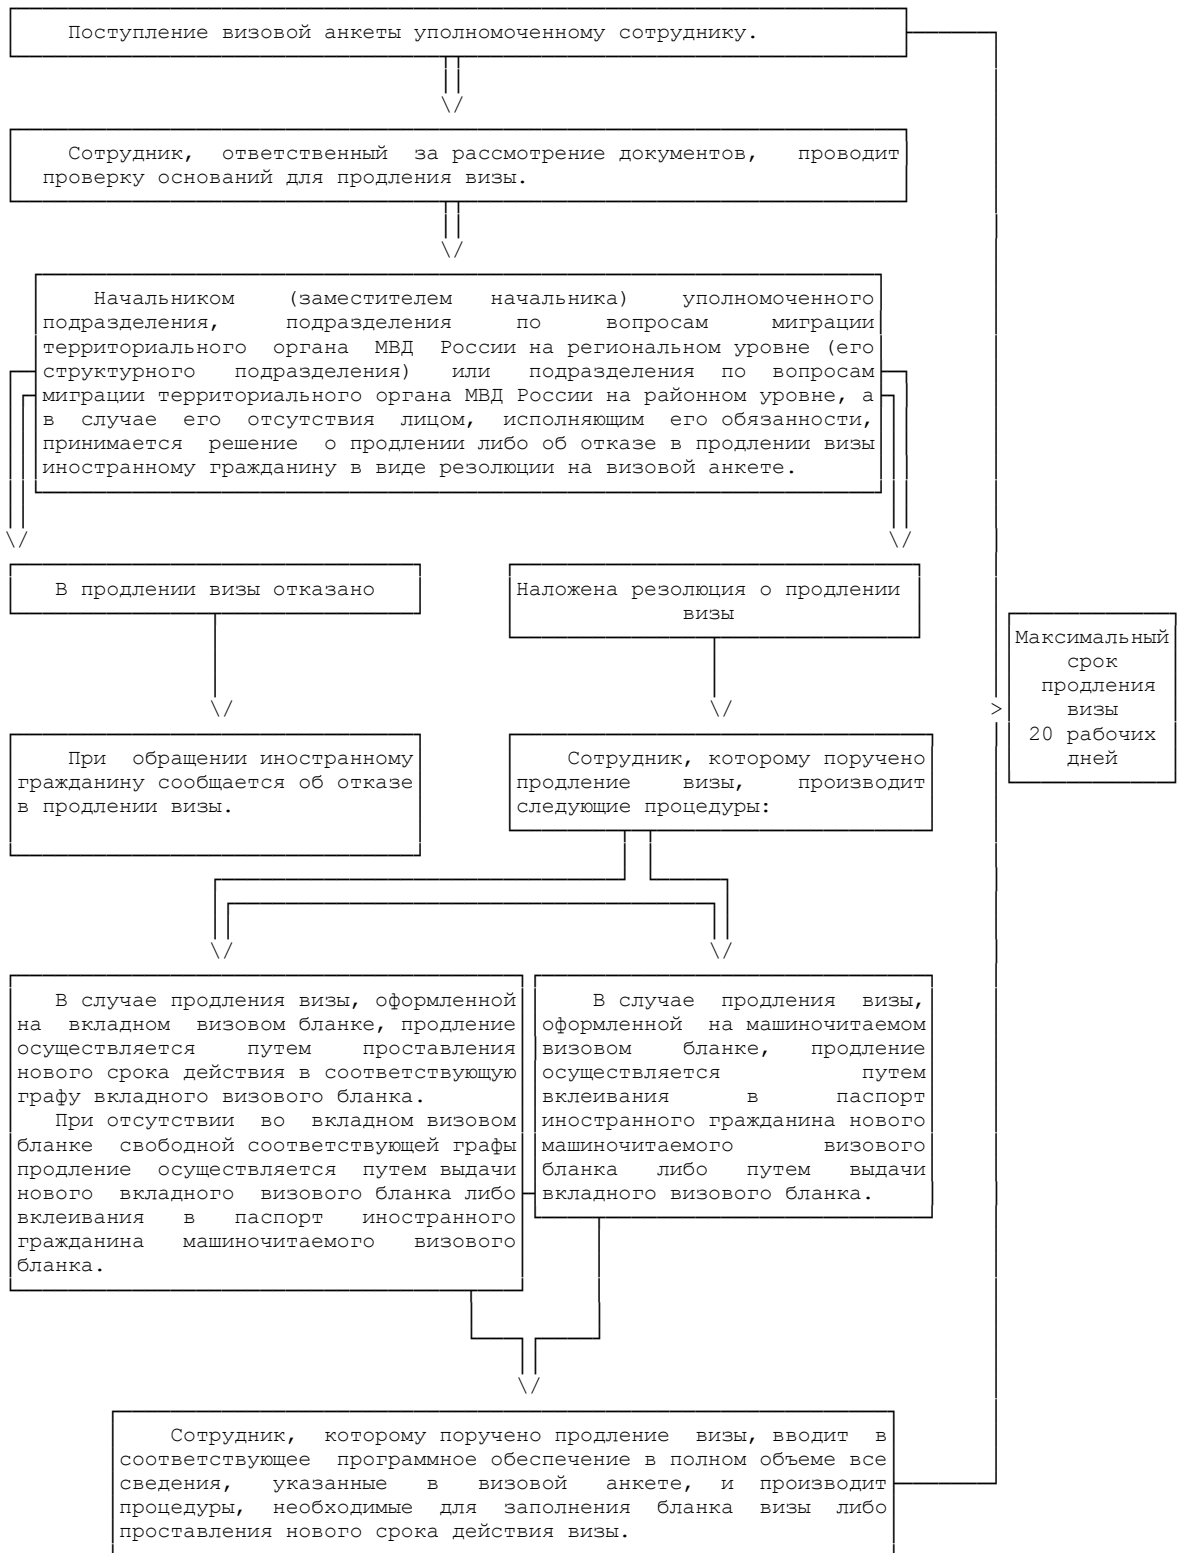 Поступление визовой анкеты уполномоченному сотруднику.
Сотрудник, ответственный за рассмотрение документов, проводит
проверку оснований для продления визы.
Начальником (заместителем начальника) уполномоченного
подразделения, подразделения по вопросам миграции
территориального органа МВД России на региональном уровне (его
структурного подразделения) или подразделения по вопросам
миграции территориального органа МВД России на районном уровне, а
в случае его отсутствия лицом, исполняющим его обязанности,
принимается решение о продлении либо об отказе в продлении визы
иностранному гражданину в виде резолюции на визовой анкете.
В продлении визы отказано
Наложена резолюция о продлении
визы
Максимальный
срок
продления
визы
20 рабочих
дней
При обращении иностранному
гражданину сообщается об отказе
в продлении визы.
Сотрудник, которому поручено
продление визы, производит
следующие процедуры:
В случае продления визы, оформленной
на вкладном визовом бланке, продление
осуществляется путем проставления
нового срока действия в соответствующую
графу вкладного визового бланка.
При отсутствии во вкладном визовом
бланке свободной соответствующей графы
продление осуществляется путем выдачи
нового вкладного визового бланка либо
вклеивания в паспорт иностранного
гражданина машиночитаемого визового
бланка.
В случае продления визы,
оформленной на машиночитаемом
визовом бланке, продление
осуществляется путем
вклеивания в паспорт
иностранного гражданина нового
машиночитаемого визового
бланка либо путем выдачи
вкладного визового бланка.
Сотрудник, которому поручено продление визы, вводит в
соответствующее программное обеспечение в полном объеме все
сведения, указанные в визовой анкете, и производит
процедуры, необходимые для заполнения бланка визы либо
проставления нового срока действия визы.